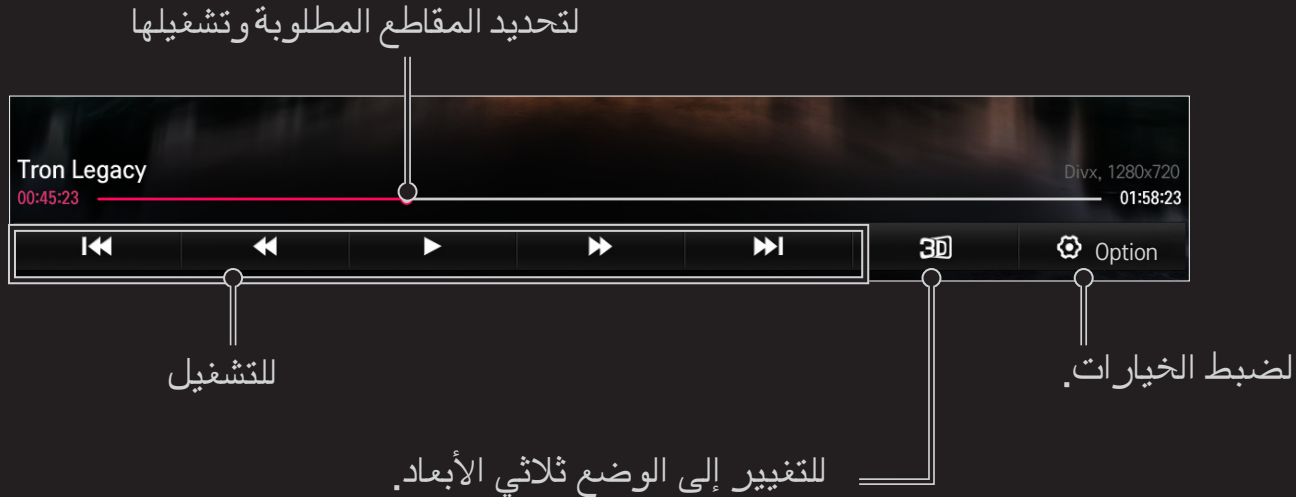 لتحديد المقاطع المطلوبة وتشغيلها
Tron Legacy
Divx, 1280x720
00:45:23
01:58:23
3D
Option
للتشغيل
لضبط الخيارات.
للتغيير إلى الوضع ثلاثي الأبعاد.